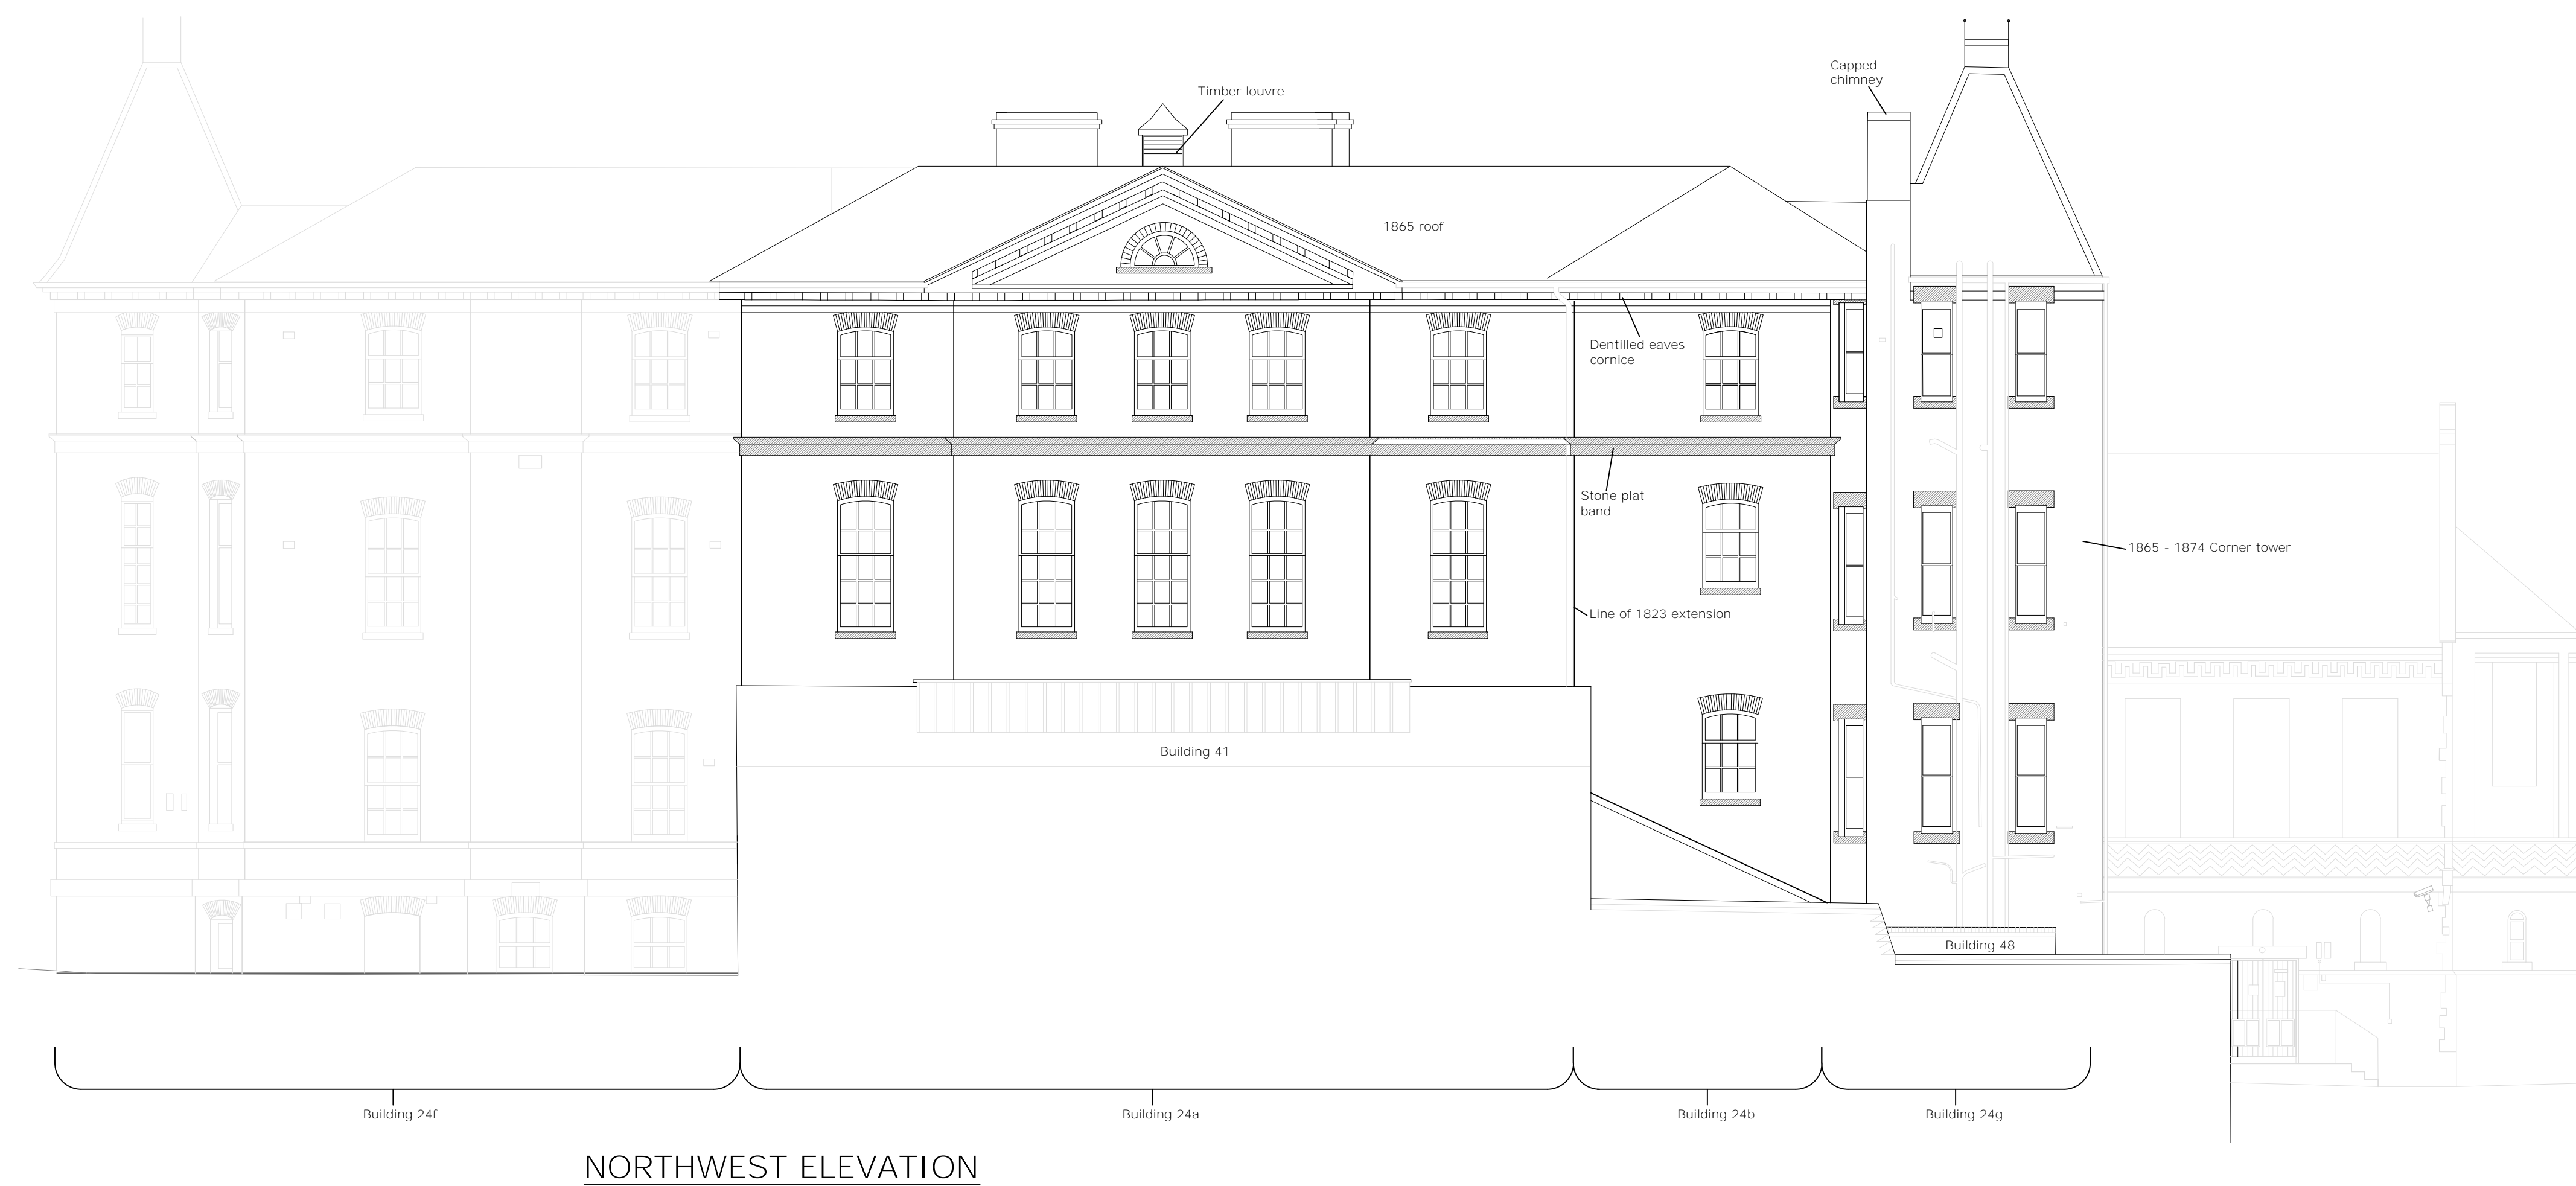 Capped
chimney
Timber louvre
1865 roof
Dentilled eaves
cornice
Stone plat
band
1865 - 1874 Corner tower
Line of 1823 extension
Building 41
Building 48
Building 24f
Building 24a
Building 24b
Building 24g
NORTHWEST ELEVATION